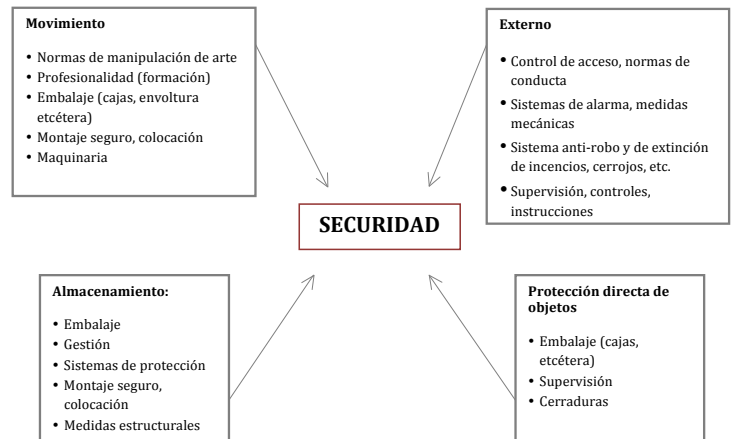 Movimiento
• Normas de manipulación de arte
• Profesionalidad (formación)
• Embalaje (cajas, envoltura
etcétera)
• Montaje seguro, colocación
• Maquinaria
Externo
• Control de acceso, normas de
conducta
• Sistemas de alarma, medidas
mecánicas
• Sistema anti-robo y de extinción
de incencios, cerrojos, etc.
• Supervisión, controles,
instrucciones
SECURIDAD
Almacenamiento:
• Embalaje
• Gestión
• Sistemas de protección
• Montaje seguro,
colocación
• Medidas estructurales
Protección directa de
objetos
• Embalaje (cajas,
etcétera)
• Supervisión
• Cerraduras